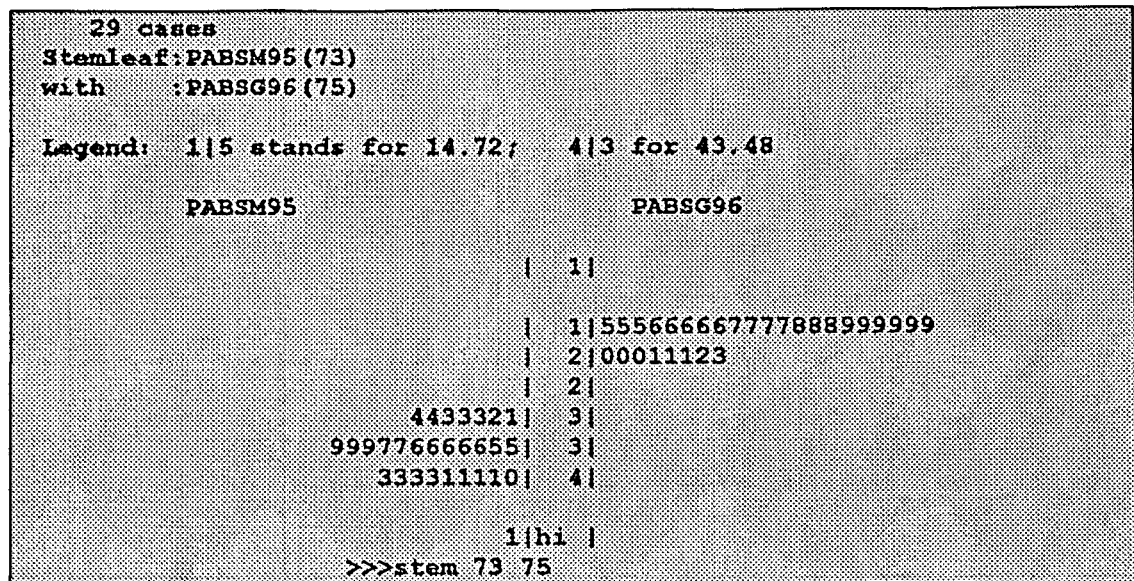 29 cases
Stemleaf:PABSM95(73)
with :PABSG96(75)
Legend: 1|5 stands for 14.72; 4|3 for 43.48
PABSM95 PABSG96
| 1|
| 1|555666667777888999999
| 2|00011123
| 2|
4433321| 3|
999776666655| 3|
333311110| 4|
1|hi |
>>>stem 73 75